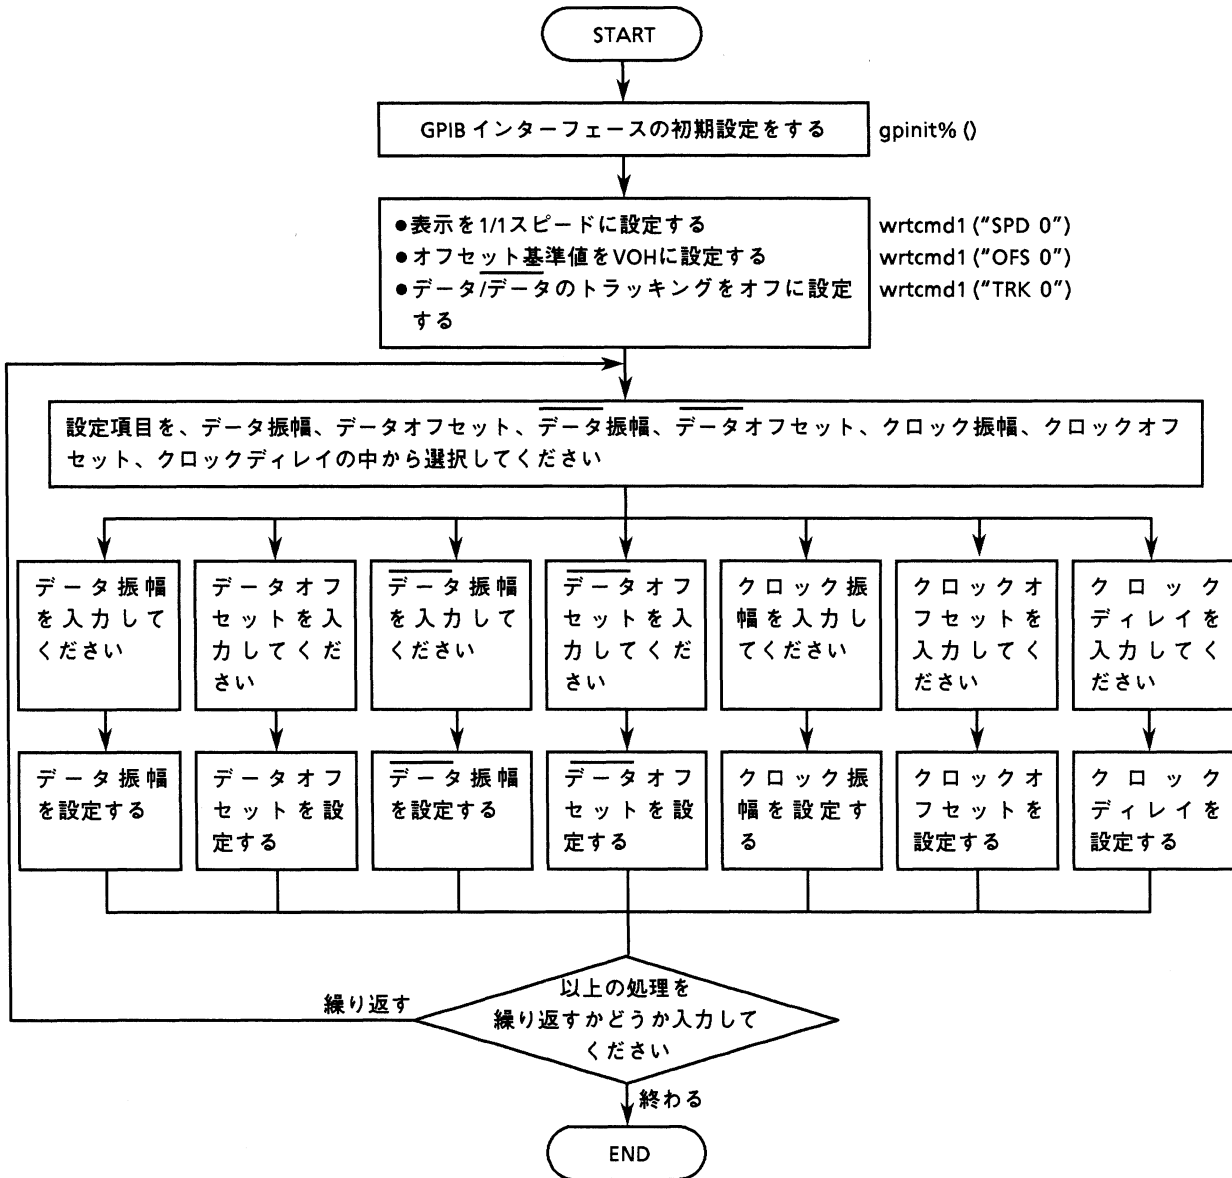 START
GPIB インターフェースの初期設定をする
gpinit% ()
●表示を1/1スピードに設定する
wrtcmd1 (“SPD 0”)
●オフセット基準値をVOHに設定する
wrtcmd1 (“OFS 0”)
●データ/データのトラッキングをオフに設定
wrtcmd1 (“TRK 0”)
する
設定項目を、データ振幅、データオフセット、データ振幅、データオフセット、クロック振幅、クロックオフ
セット、クロックディレイの中から選択してください
データ振幅
を入力して
ください
データオフ
セットを入
力してくだ
さい
データ振幅
を入力して
ください
データオフ
セットを入
力してくだ
さい
クロック振
幅を入力し
てください
クロックオ
フセットを
入力してく
ださい
クロック
ディレイを
入力してく
ださい
データ振幅
を設定する
データオフ
セットを設
定する
データ振幅
を設定する
データオフ
セットを設
定する
クロック振
幅を設定す
る
クロックオ
フセットを
設定する
クロック
ディレイを
設定する
以上の処理を
繰り返すかどうか入力して
ください
繰り返す
終わる
END